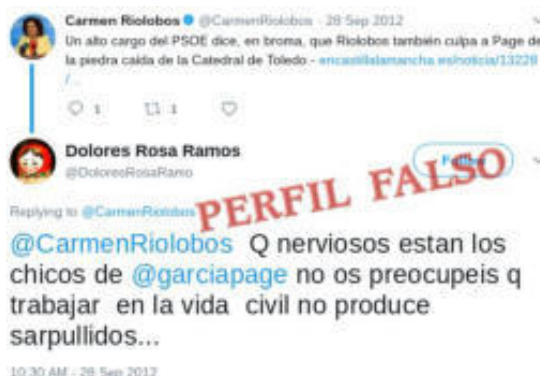 Carmen Riolobos @CarmenRiolobos · 28 Sep 2012
Un alto cargo del PSOE dice, en broma, que Riolobos también culpa a Page de
la piedra caída de la Catedral de Toledo - encastillalamancha.es/noticia/13228
/...
1 1
Dolores Rosa Ramos
@DoloresRosaRamo
PERFIL FALSO
Replying to @CarmenRiolobos
@CarmenRiolobos Q nerviosos estan los
chicos de @garciapage no os preocupeis q
trabajar en la vida civil no produce
sarpullidos...
10:30 AM - 28 Sep 2012